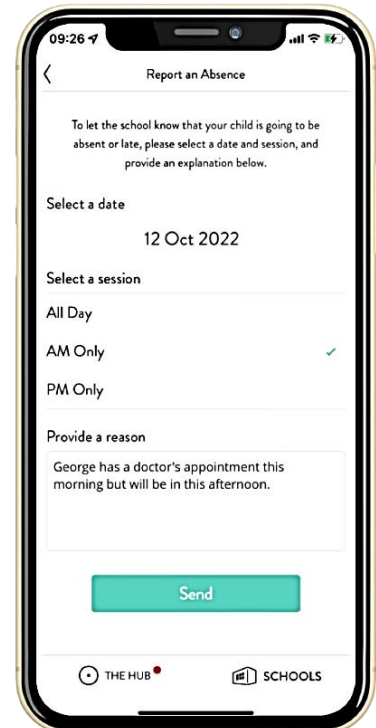 09:26
Report an Absence
To let the school know that your child is going to be
absent or late, please select a date and session, and
provide an explanation below.
Select a date
12 Oct 2022
Select a session
All Day
AM Only
PM Only
Provide a reason
George has a doctor's appointment this
morning but will be in this afternoon.
Send
THE HUB
SCHOOLS